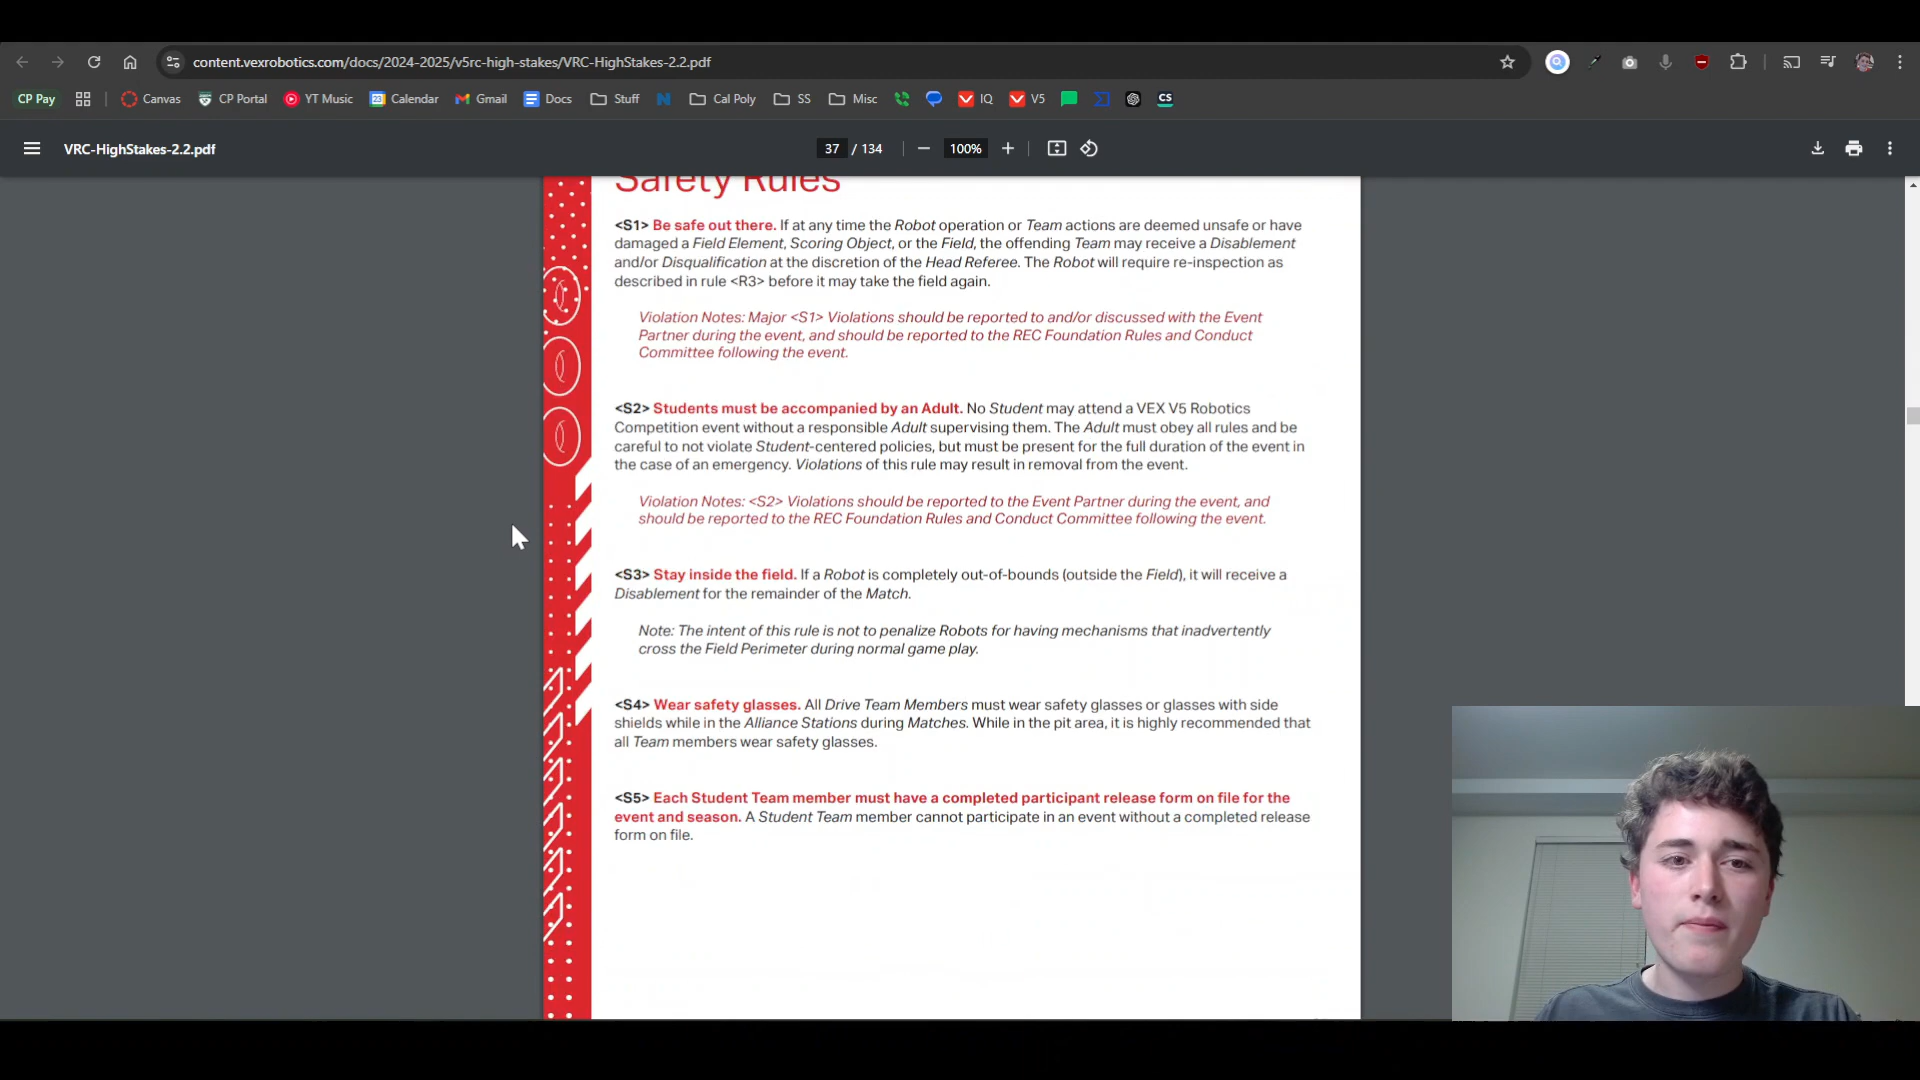 content.vexrobotics.com/docs/2024-2025/v5rc-high-stakes/VRC-HighStakes-2.2.pdf
CP Pay Canvas CP Portal YT Music 23 Calendar Gmail Docs Stuff N Cal Poly SS Misc IQ V5 CS
VRC-HighStakes-2.2.pdf 37 / 134 100%
Safety Rules
<S1> Be safe out there. If at any time the Robot operation or Team actions are deemed unsafe or have
damaged a Field Element, Scoring Object, or the Field, the offending Team may receive a Disablement
and/or Disqualification at the discretion of the Head Referee. The Robot will require re-inspection as
described in rule <R3> before it may take the field again.
Violation Notes: Major <S1> Violations should be reported to and/or discussed with the Event
Partner during the event, and should be reported to the REC Foundation Rules and Conduct
Committee following the event.
<S2> Students must be accompanied by an Adult. No Student may attend a VEX V5 Robotics
Competition event without a responsible Adult supervising them. The Adult must obey all rules and be
careful to not violate Student-centered policies, but must be present for the full duration of the event in
the case of an emergency. Violations of this rule may result in removal from the event.
Violation Notes: <S2> Violations should be reported to the Event Partner during the event, and
should be reported to the REC Foundation Rules and Conduct Committee following the event.
<S3> Stay inside the field. If a Robot is completely out-of-bounds (outside the Field), it will receive a
Disablement for the remainder of the Match.
Note: The intent of this rule is not to penalize Robots for having mechanisms that inadvertently
cross the Field Perimeter during normal game play.
<S4> Wear safety glasses. All Drive Team Members must wear safety glasses or glasses with side
shields while in the Alliance Stations during Matches. While in the pit area, it is highly recommended that
all Team members wear safety glasses.
<S5> Each Student Team member must have a completed participant release form on file for the
event and season. A Student Team member cannot participate in an event without a completed release
form on file.